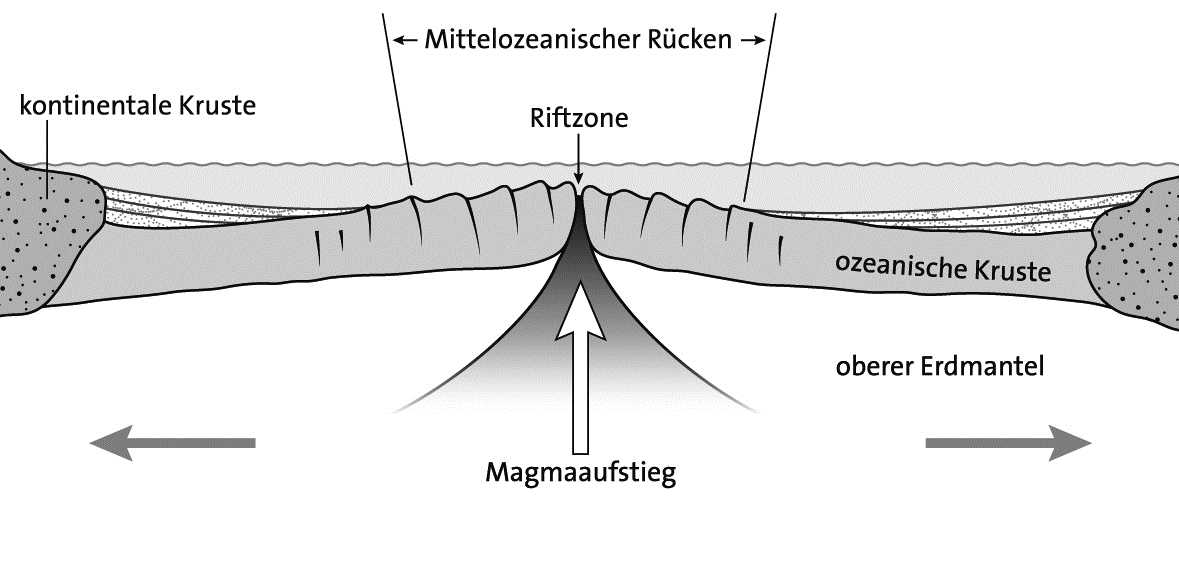 Mittelozeanischer Rücken
kontinentale Kruste
Riftzone
ozeanische Kruste
oberer Erdmantel
Magmaaufstieg